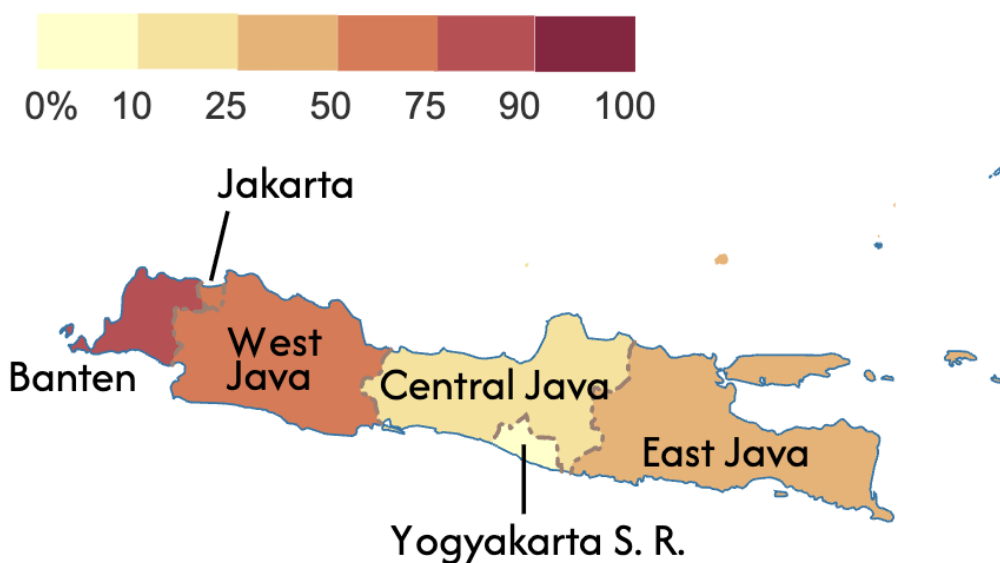 0% 10 25 50 75 90 100
Jakarta
West
Java
Banten
Central Java
East Java
Yogyakarta S. R.